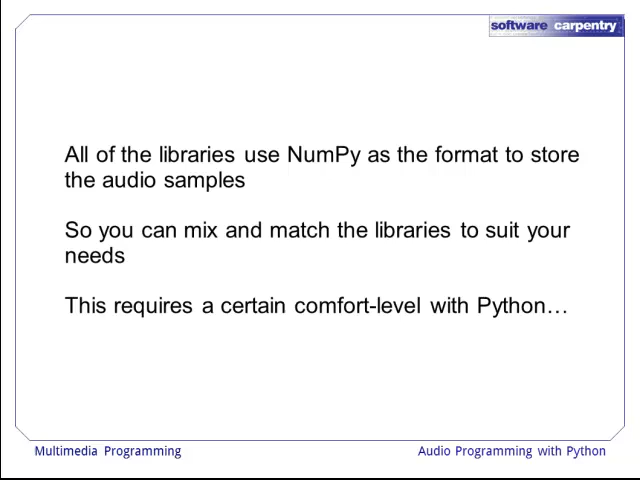 software carpentry
All of the libraries use NumPy as the format to store
the audio samples
So you can mix and match the libraries to suit your
needs
This requires a certain comfort-level with Python…
Multimedia Programming
Audio Programming with Python